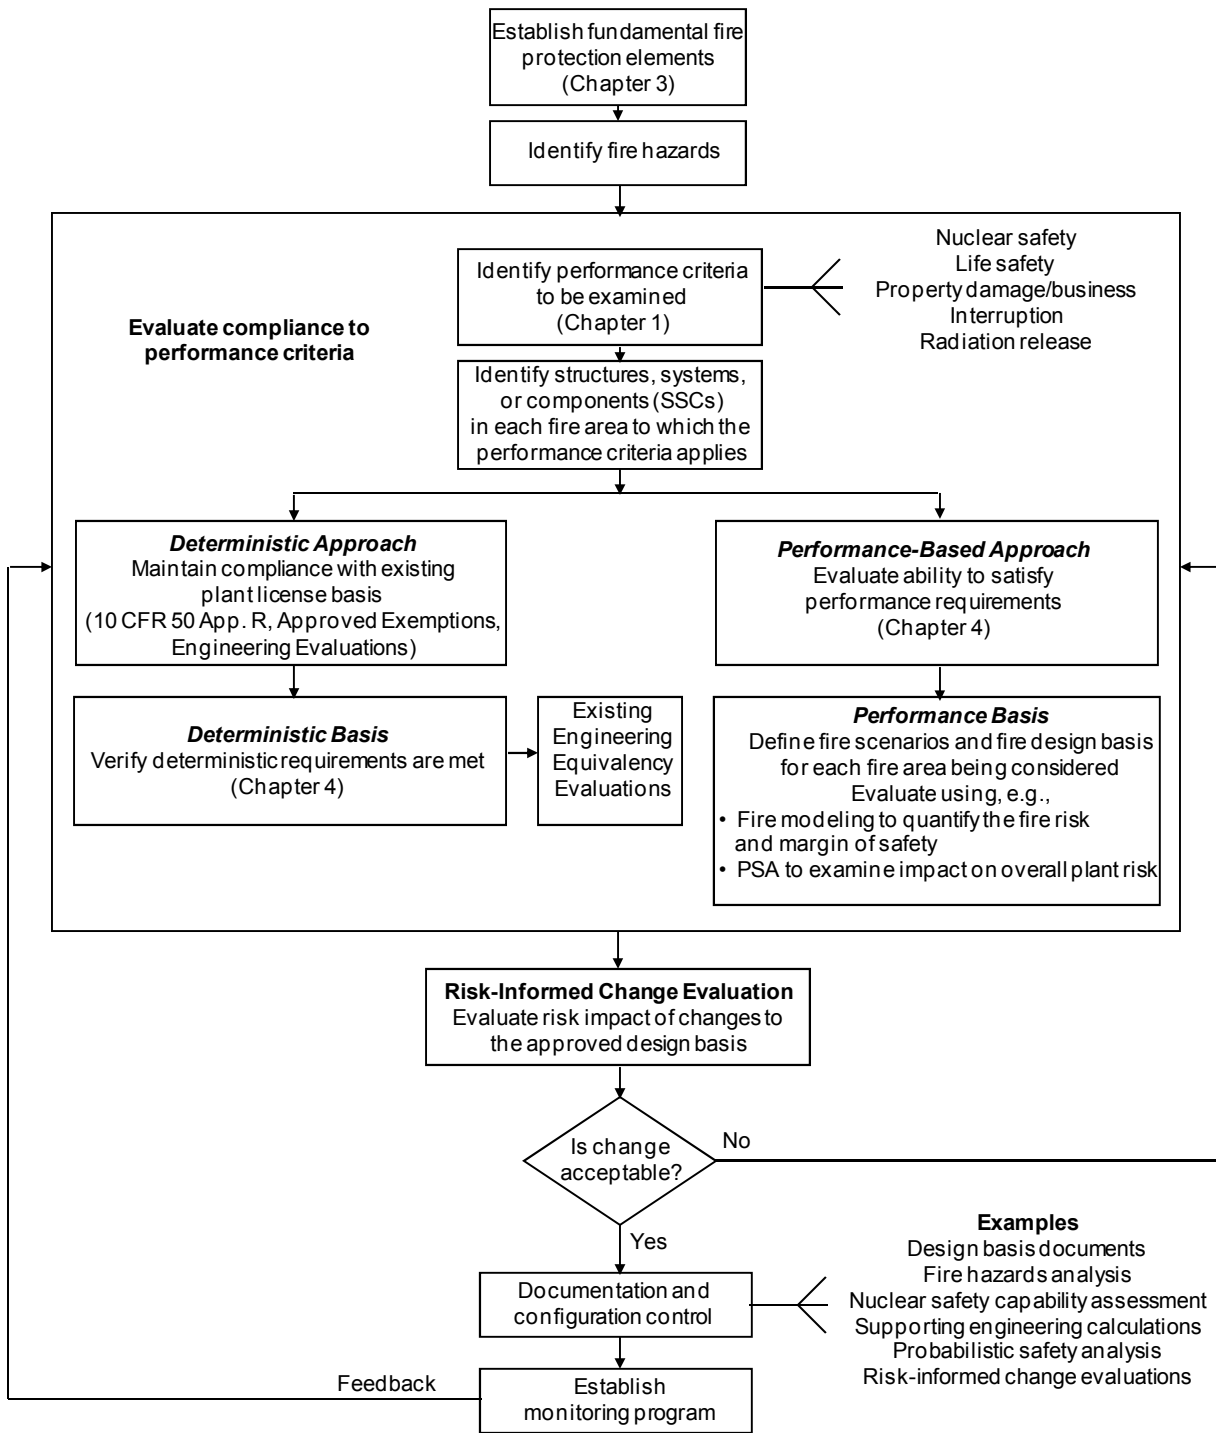 Establish fundamental fire
protection elements
(Chapter 3)
Identify fire hazards
Identify performance criteria
to be examined
(Chapter 1)
Nuclear safety
Life safety
Property damage/business
Interruption
Radiation release
Evaluate compliance to
performance criteria
Identify structures, systems,
or components (SSCs)
in each fire area to which the
performance criteria applies
Deterministic Approach
Maintain compliance with existing
plant license basis
(10 CFR 50 App. R, Approved Exemptions,
Engineering Evaluations)
Performance-Based Approach
Evaluate ability to satisfy
performance requirements
(Chapter 4)
Deterministic Basis
Verify deterministic requirements are met
(Chapter 4)
Existing
Engineering
Equivalency
Evaluations
Performance Basis
Define fire scenarios and fire design basis
for each fire area being considered
Evaluate using, e.g.,
• Fire modeling to quantify the fire risk
and margin of safety
• PSA to examine impact on overall plant risk
Risk-Informed Change Evaluation
Evaluate risk impact of changes to
the approved design basis
Is change
acceptable?
No
Yes
Documentation and
configuration control
Examples
Design basis documents
Fire hazards analysis
Nuclear safety capability assessment
Supporting engineering calculations
Probabilistic safety analysis
Risk-informed change evaluations
Feedback
Establish
monitoring program